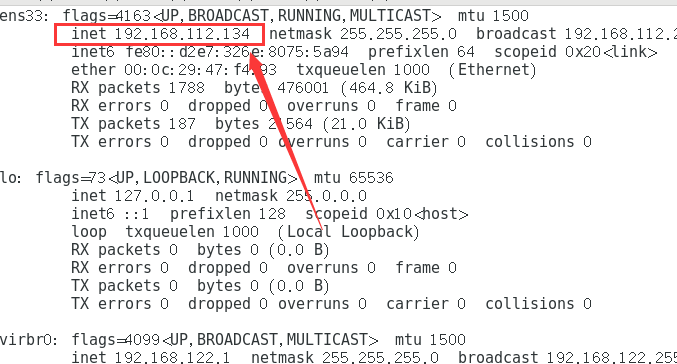 ens33: flags=4163<UP,BROADCAST,RUNNING,MULTICAST> mtu 1500
inet 192.168.112.134 netmask 255.255.255.0 broadcast 192.168.112.2
inet6 fe80::d2e7:326e:8075:5a94 prefixlen 64 scopeid 0x20<link>
ether txqueuelen 1000 (Ethernet)
RX packets 1788 bytes 476001 (464.8 KiB)
RX errors 0 dropped 0 overruns 0 frame 0
TX packets 187 bytes (21.0 KiB)
TX errors 0 dropped 0 overruns 0 carrier 0 collisions 0
lo: flags=73<UP,LOOPBACK,RUNNING> mtu 65536
inet 127.0.0.1 netmask 255.0.0.0
inet6 ::1 prefixlen 128 scopeid 0x10<host>
loop txqueuelen 1000 (Local Loopback)
RX packets 0 bytes 0 (0.0 B)
RX errors 0 dropped 0 overruns 0 frame 0
TX packets 0 bytes 0 (0.0 B)
TX errors 0 dropped 0 overruns 0 carrier 0 collisions 0
virbr0: flags=4099<UP,BROADCAST,MULTICAST> mtu 1500
inet 192.168.122.1 netmask 255.255.255.0 broadcast 192.168.122.255